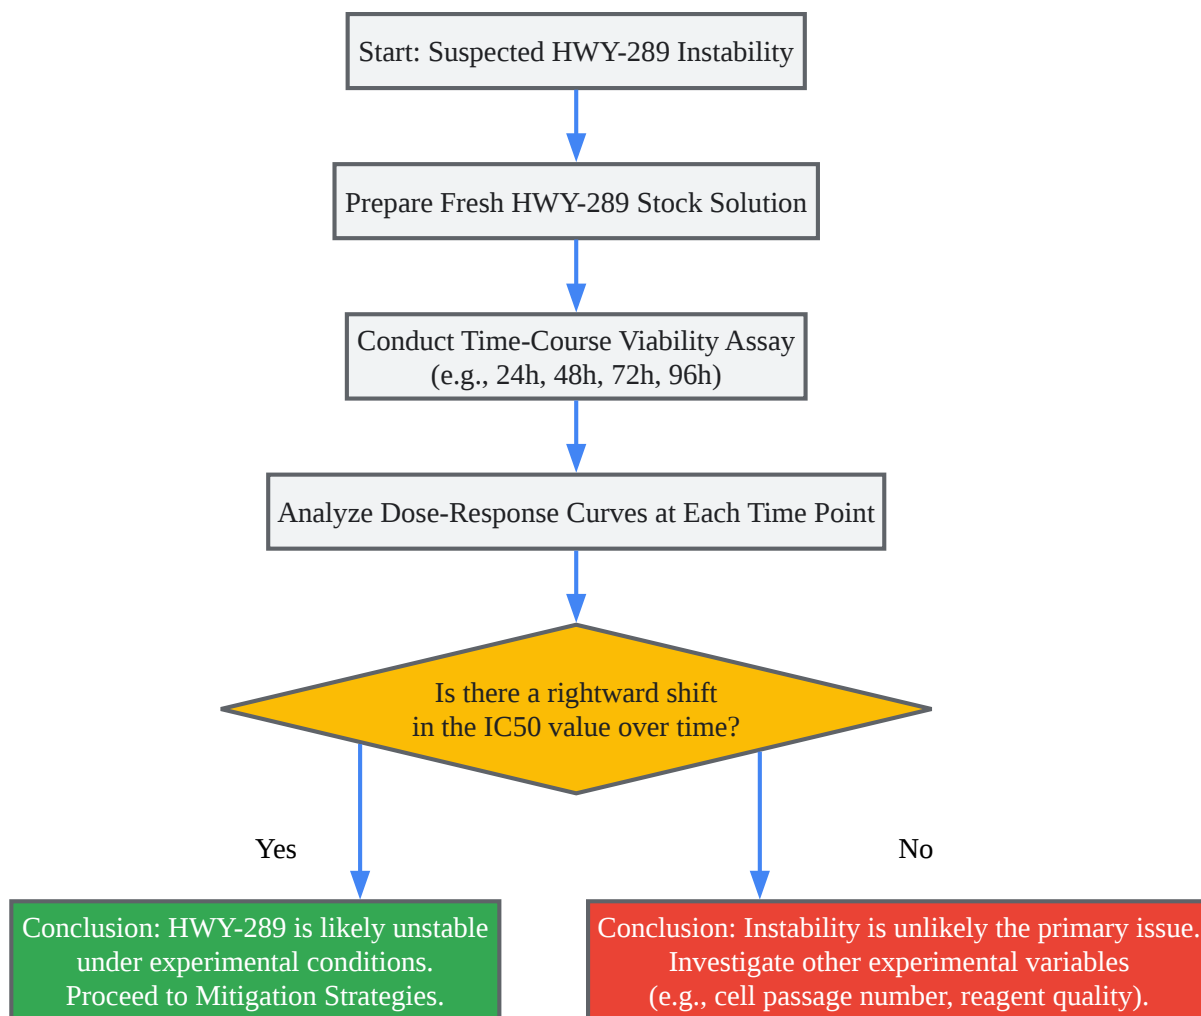 Start: Suspected HWY-289 Instability
Prepare Fresh HWY-289 Stock Solution
Conduct Time-Course Viability Assay
(e.g., 24h, 48h, 72h, 96h)
Analyze Dose-Response Curves at Each Time Point
Is there a rightward shift
in the IC50 value over time?
Yes
No
Conclusion: HWY-289 is likely unstable
under experimental conditions.
Proceed to Mitigation Strategies.
Conclusion: Instability is unlikely the primary issue.
Investigate other experimental variables
(e.g., cell passage number, reagent quality).